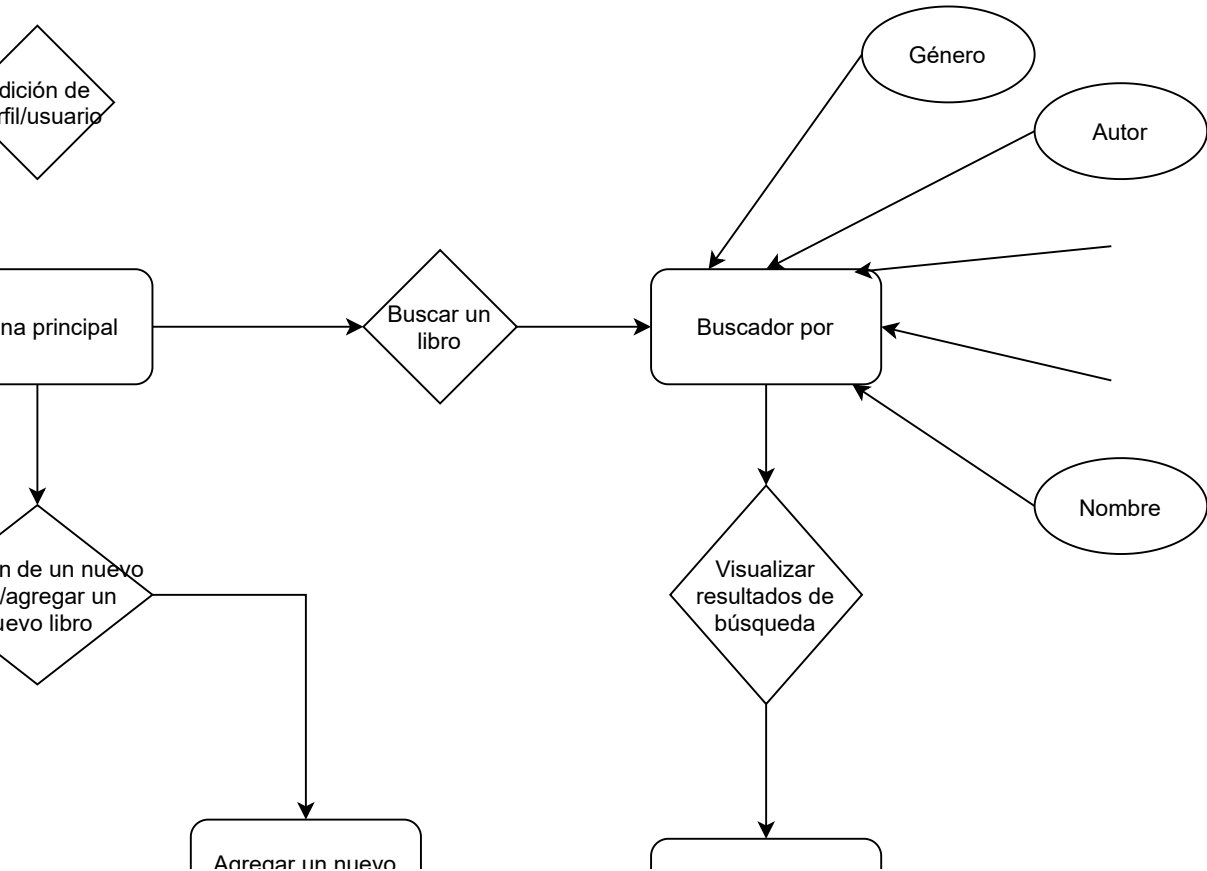 Género
dición de
rfil/usuario
Autor
na principal
Buscar un
libro
Buscador por
Nombre
n de un nuevo
/agregar un
uevo libro
Visualizar
resultados de
búsqueda
Agregar un nuevo